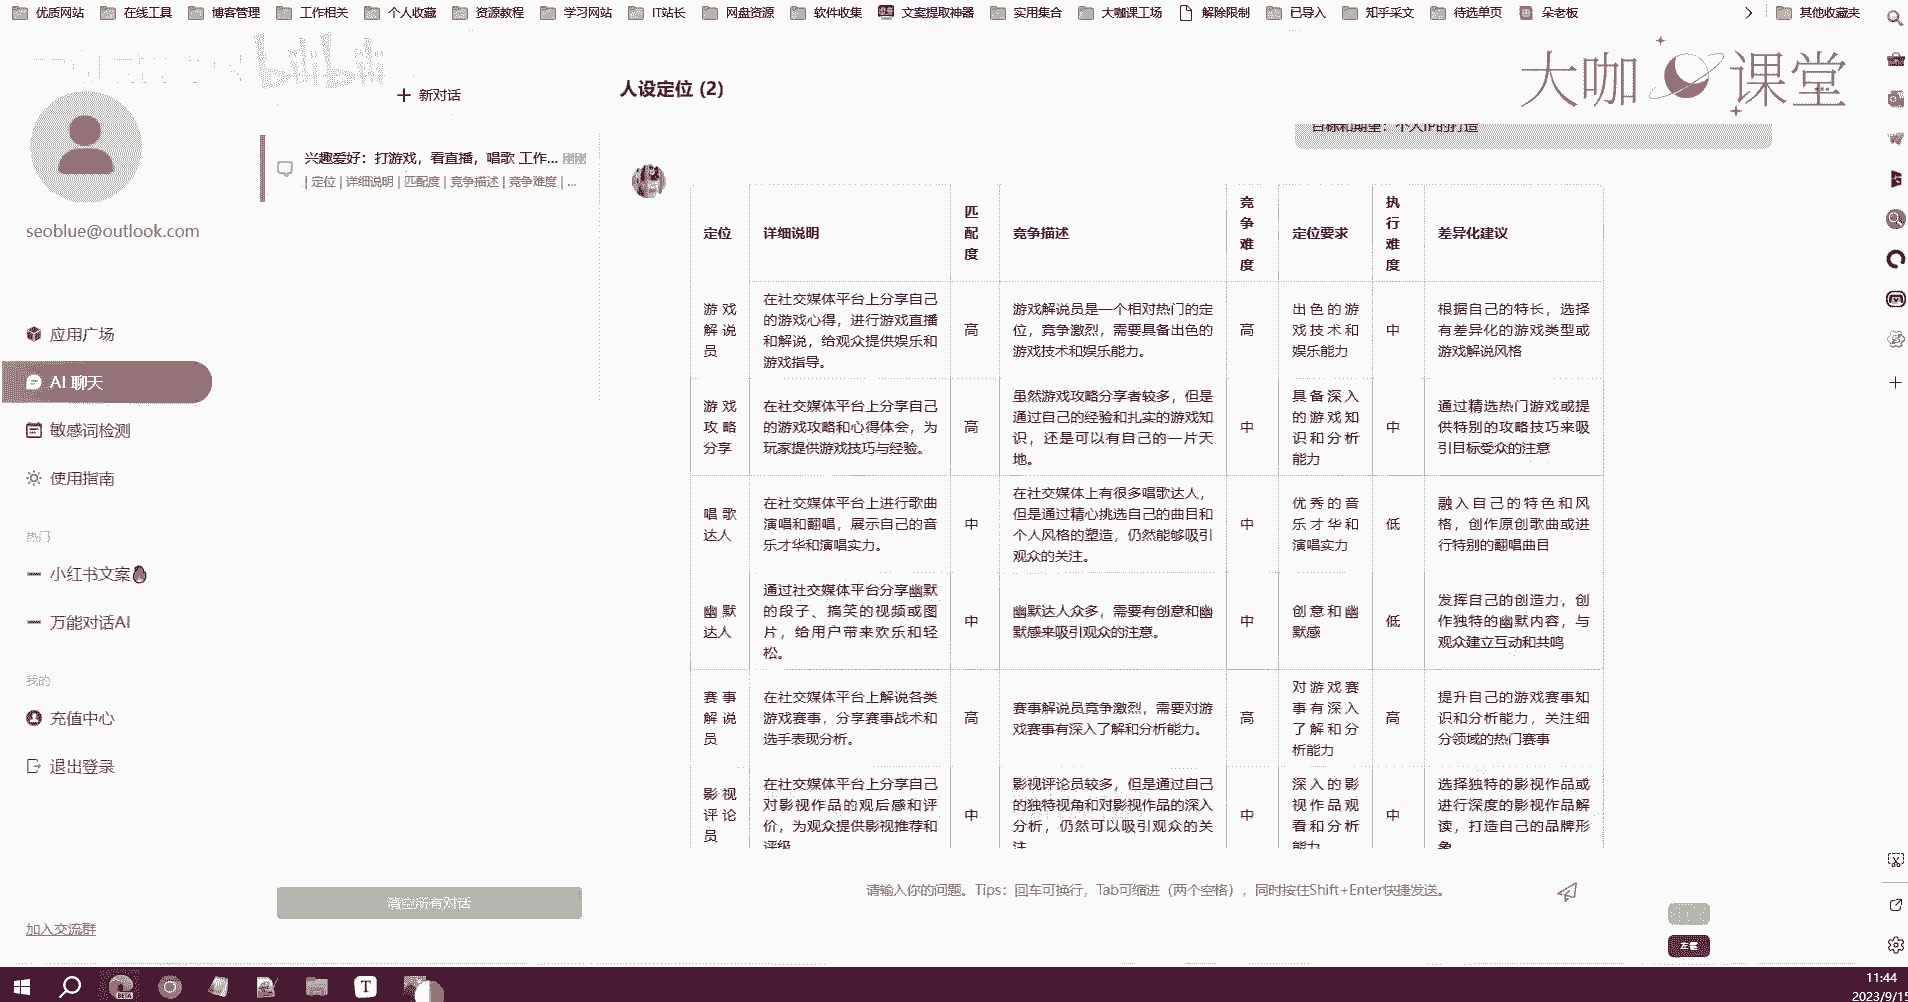 优质网站 在线工具 博客管理 工作相关 个人收藏 资源教程 学习网站 IT站长 网盘资源 软件收集 文案提取神器 实用集合 大咖课工场 解除限制 已导入 知乎采文 待选单页 朵老板 其他收藏夹
bilibili
大咖课堂
seoblue@outlook.com
应用广场
AI 聊天
敏感词检测
使用指南
热门
小红书文案
万能对话AI
我的
充值中心
退出登录
加入交流群
+ 新对话
兴趣爱好：打游戏，看直播，唱歌 工作... 刚刚
| 定位 | 详细说明 | 匹配度 | 竞争描述 | 竞争难度 | ...
清空所有对话
人设定位 (2)
目标和期望：个人IP的打造
定位 详细说明 匹配度 竞争描述 竞争难度 定位要求 执行难度 差异化建议
游戏解说员 在社交媒体平台上分享自己的游戏心得，进行游戏直播和解说，给观众提供娱乐和游戏指导。 高 游戏解说员是一个相对热门的定位，竞争激烈，需要具备出色的游戏技术和娱乐能力。 高 出色的游戏技术和娱乐能力 中 根据自己的特长，选择有差异化的游戏类型或游戏解说风格
游戏攻略分享 在社交媒体平台上分享自己的游戏攻略和心得体会，为玩家提供游戏技巧与经验。 高 虽然游戏攻略分享者较多，但是通过自己的经验和扎实的游戏知识，还是可以有自己的一片天地。 中 具备深入的游戏知识和分析能力 中 通过精选热门游戏或提供特别的攻略技巧来吸引目标受众的注意
唱歌达人 在社交媒体平台上进行歌曲演唱和翻唱，展示自己的音乐才华和演唱实力。 中 在社交媒体上有很多唱歌达人，但是通过精心挑选自己的曲目和个人风格的塑造，仍然能够吸引观众的关注。 中 优秀的音乐才华和演唱实力 低 融入自己的特色和风格，创作原创歌曲或进行特别的翻唱曲目
幽默达人 通过社交媒体平台分享幽默的段子、搞笑的视频或图片，给用户带来欢乐和轻松。 中 幽默达人众多，需要有创意和幽默感来吸引观众的注意。 中 创意和幽默感 低 发挥自己的创造力，创作独特的幽默内容，与观众建立互动和共鸣
赛事解说员 在社交媒体平台上解说各类游戏赛事，分享赛事战术和选手表现分析。 高 赛事解说员竞争激烈，需要对游戏赛事有深入了解和分析能力。 高 对游戏赛事有深入了解和分析能力 高 提升自己的游戏赛事知识和分析能力，关注细分领域的热门赛事
影视评论员 在社交媒体平台上分享自己对影视作品的观后感和评价，为观众提供影视推荐和评级 中 影视评论员较多，但是通过自己的独特视角和对影视作品的深入分析，仍然可以吸引观众的关注 中 深入的影视作品观看和分析能力 中 选择独特的影视作品或进行深度的影视作品解读，打造自己的品牌形象
请输入你的问题。Tips：回车可换行，Tab可缩进（两个空格），同时按住Shift+Enter快捷发送。
左键
11:44
2023/9/15